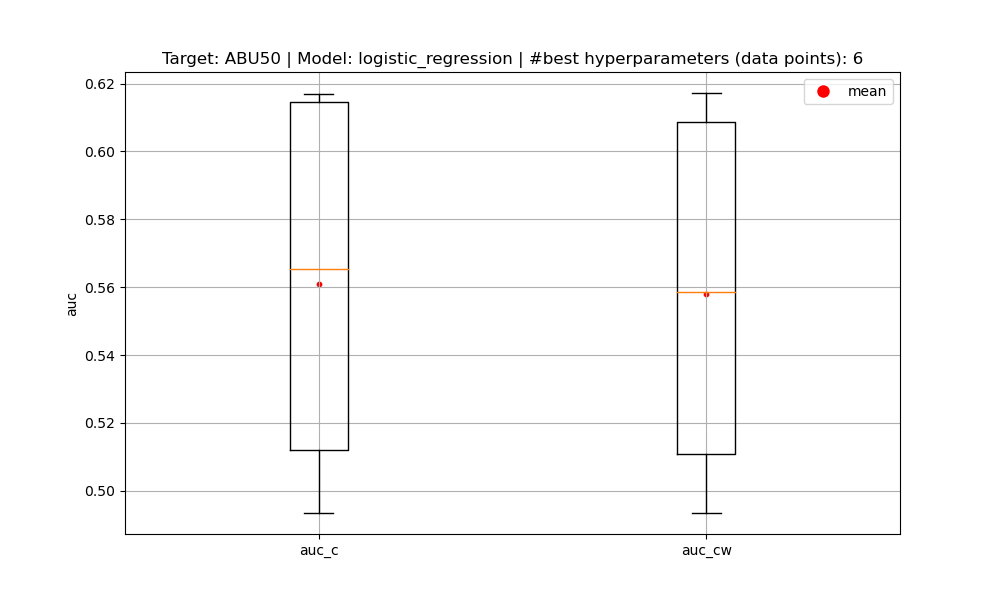 Target: ABU50 | Model: logistic_regression | #best hyperparameters (data points): 6
mean
0.62
0.60
0.58
0.56
0.54
0.52
0.50
auc
auc_c
auc_cw